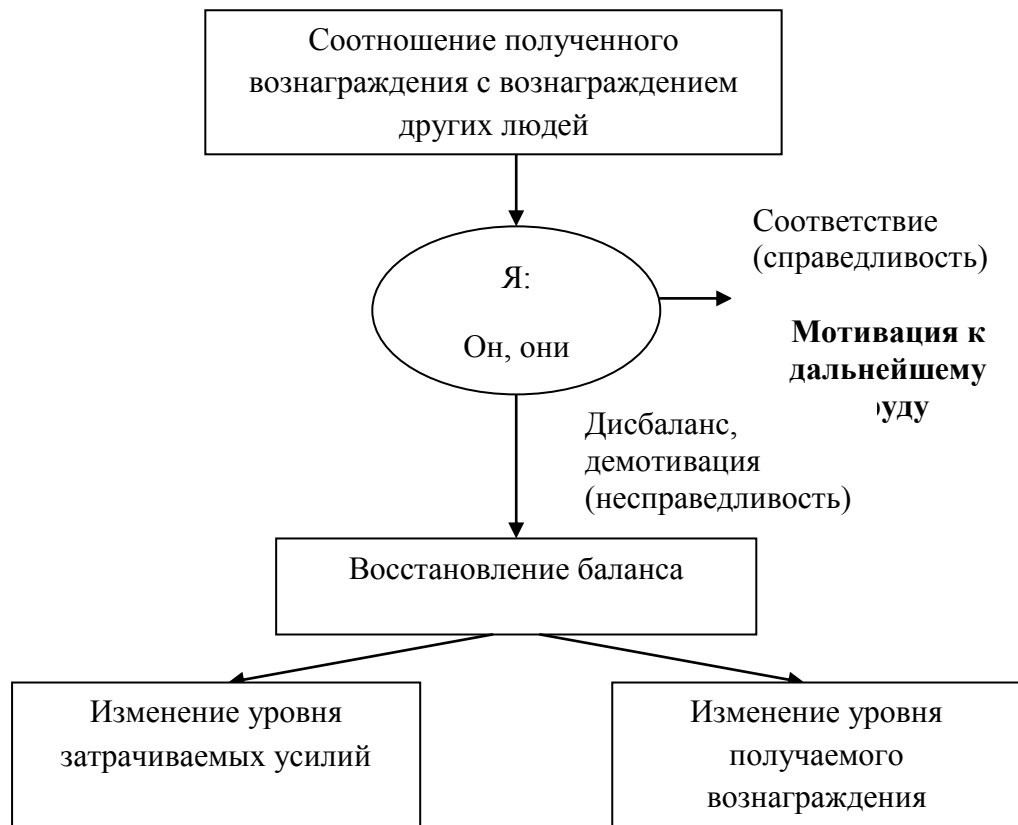 Соотношение полученного
вознаграждения с вознаграждением
других людей
Соответствие
(справедливость)
Я:
Он, они
Мотивация к
дальнейшему
уду
Дисбаланс,
демотивация
(несправедливость)
Восстановление баланса
Изменение уровня
затрачиваемых усилий
Изменение уровня
получаемого
вознаграждения